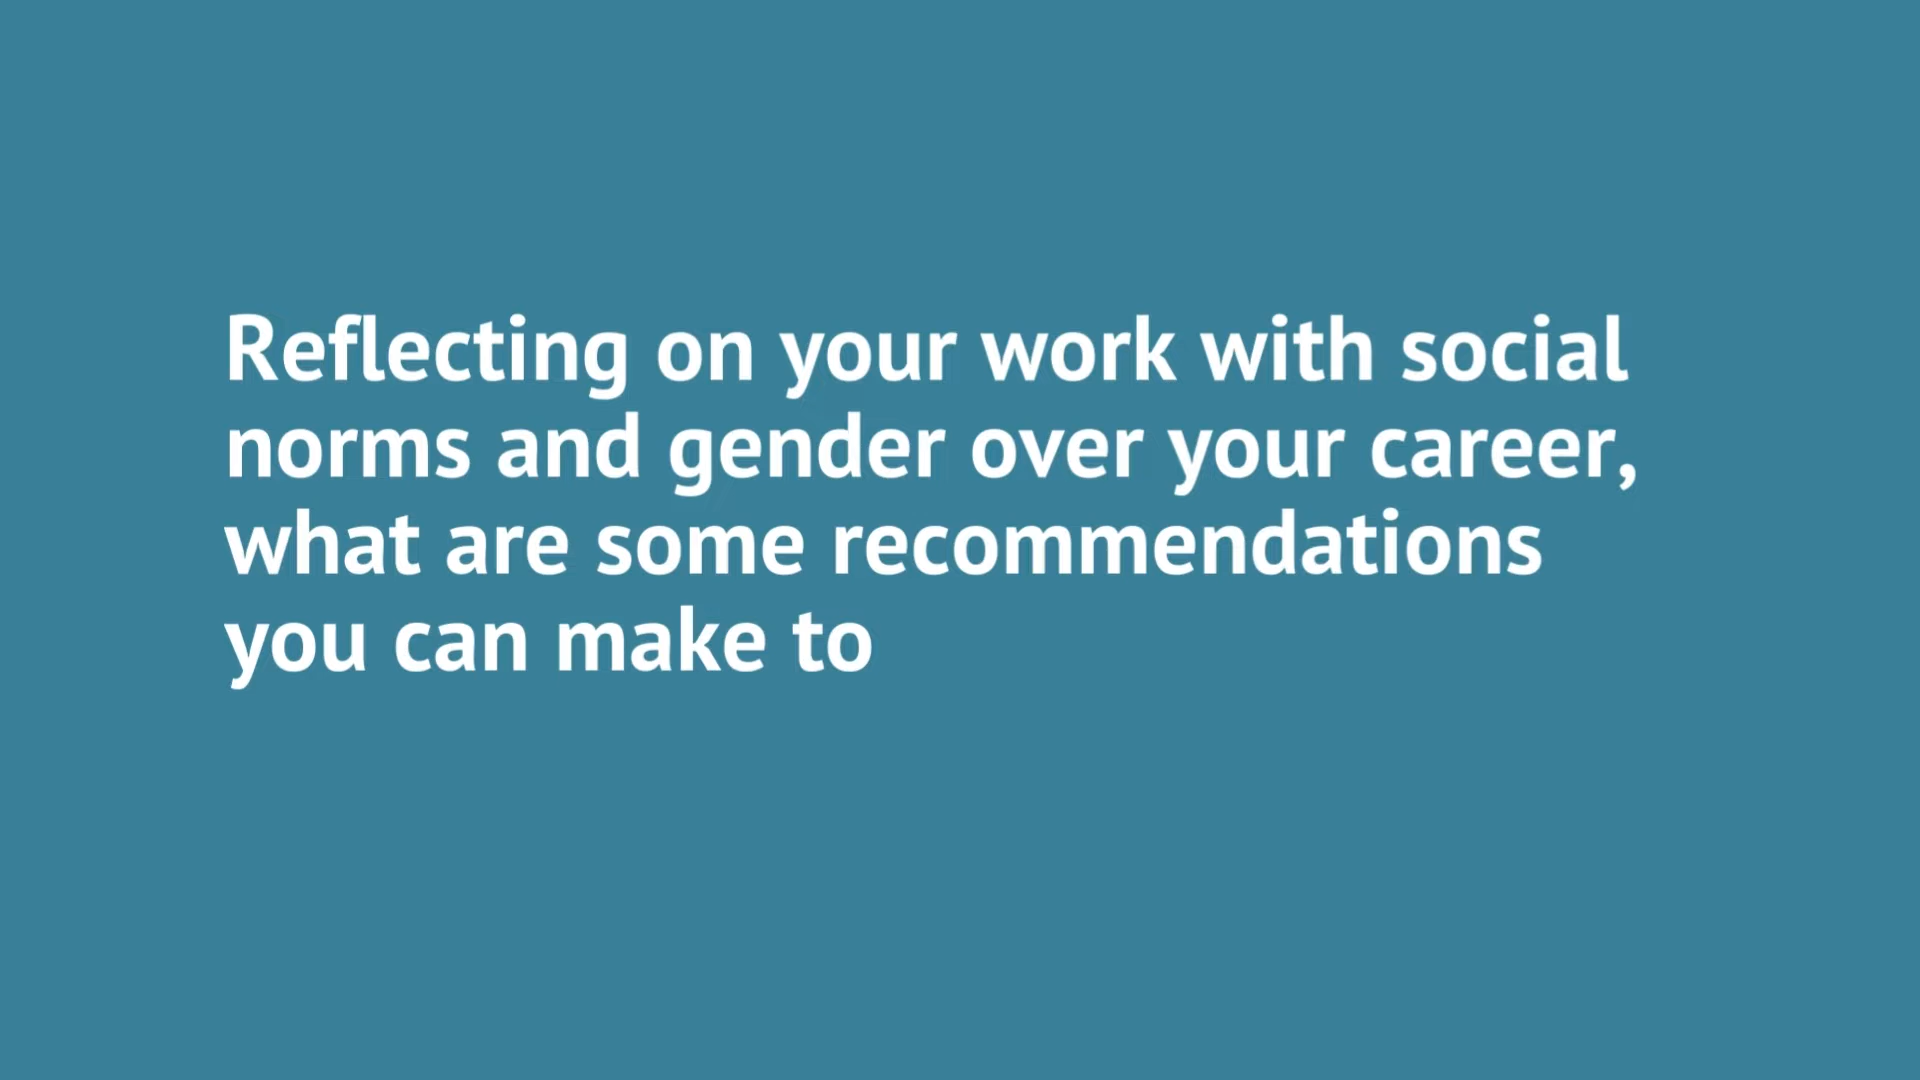 Reflecting on your work with social
norms and gender over your career,
what are some recommendations
you can make to